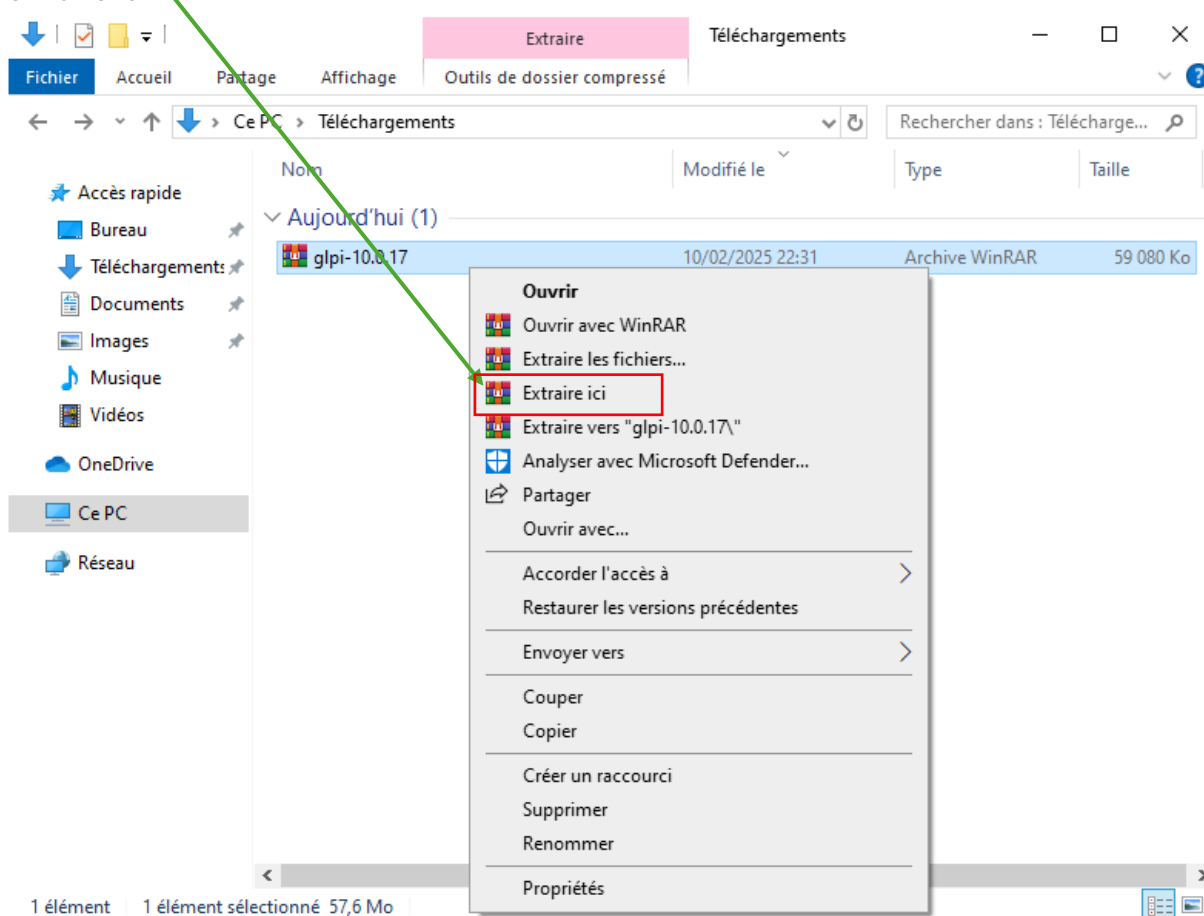 Extraire
Téléchargements
Fichier Accueil Partage Affichage Outils de dossier compressé ?
Ce PC > Téléchargements Rechercher dans : Télécharge...
Nom Modifié le Type Taille
Accès rapide
Aujourd'hui (1)
Bureau
glpi-10.0.17 10/02/2025 22:31 Archive WinRAR 59 080 Ko
Téléchargements
Documents
Images
Musique
Vidéos
OneDrive
Ce PC
Réseau
Ouvrir
Ouvrir avec WinRAR
Extraire les fichiers...
Extraire ici
Extraire vers "glpi-10.0.17\"
Analyser avec Microsoft Defender...
Partager
Ouvrir avec...
Accorder l'accès à
Restaurer les versions précédentes
Envoyer vers
Couper
Copier
Créer un raccourci
Supprimer
Renommer
Propriétés
1 élément 1 élément sélectionné 57,6 Mo